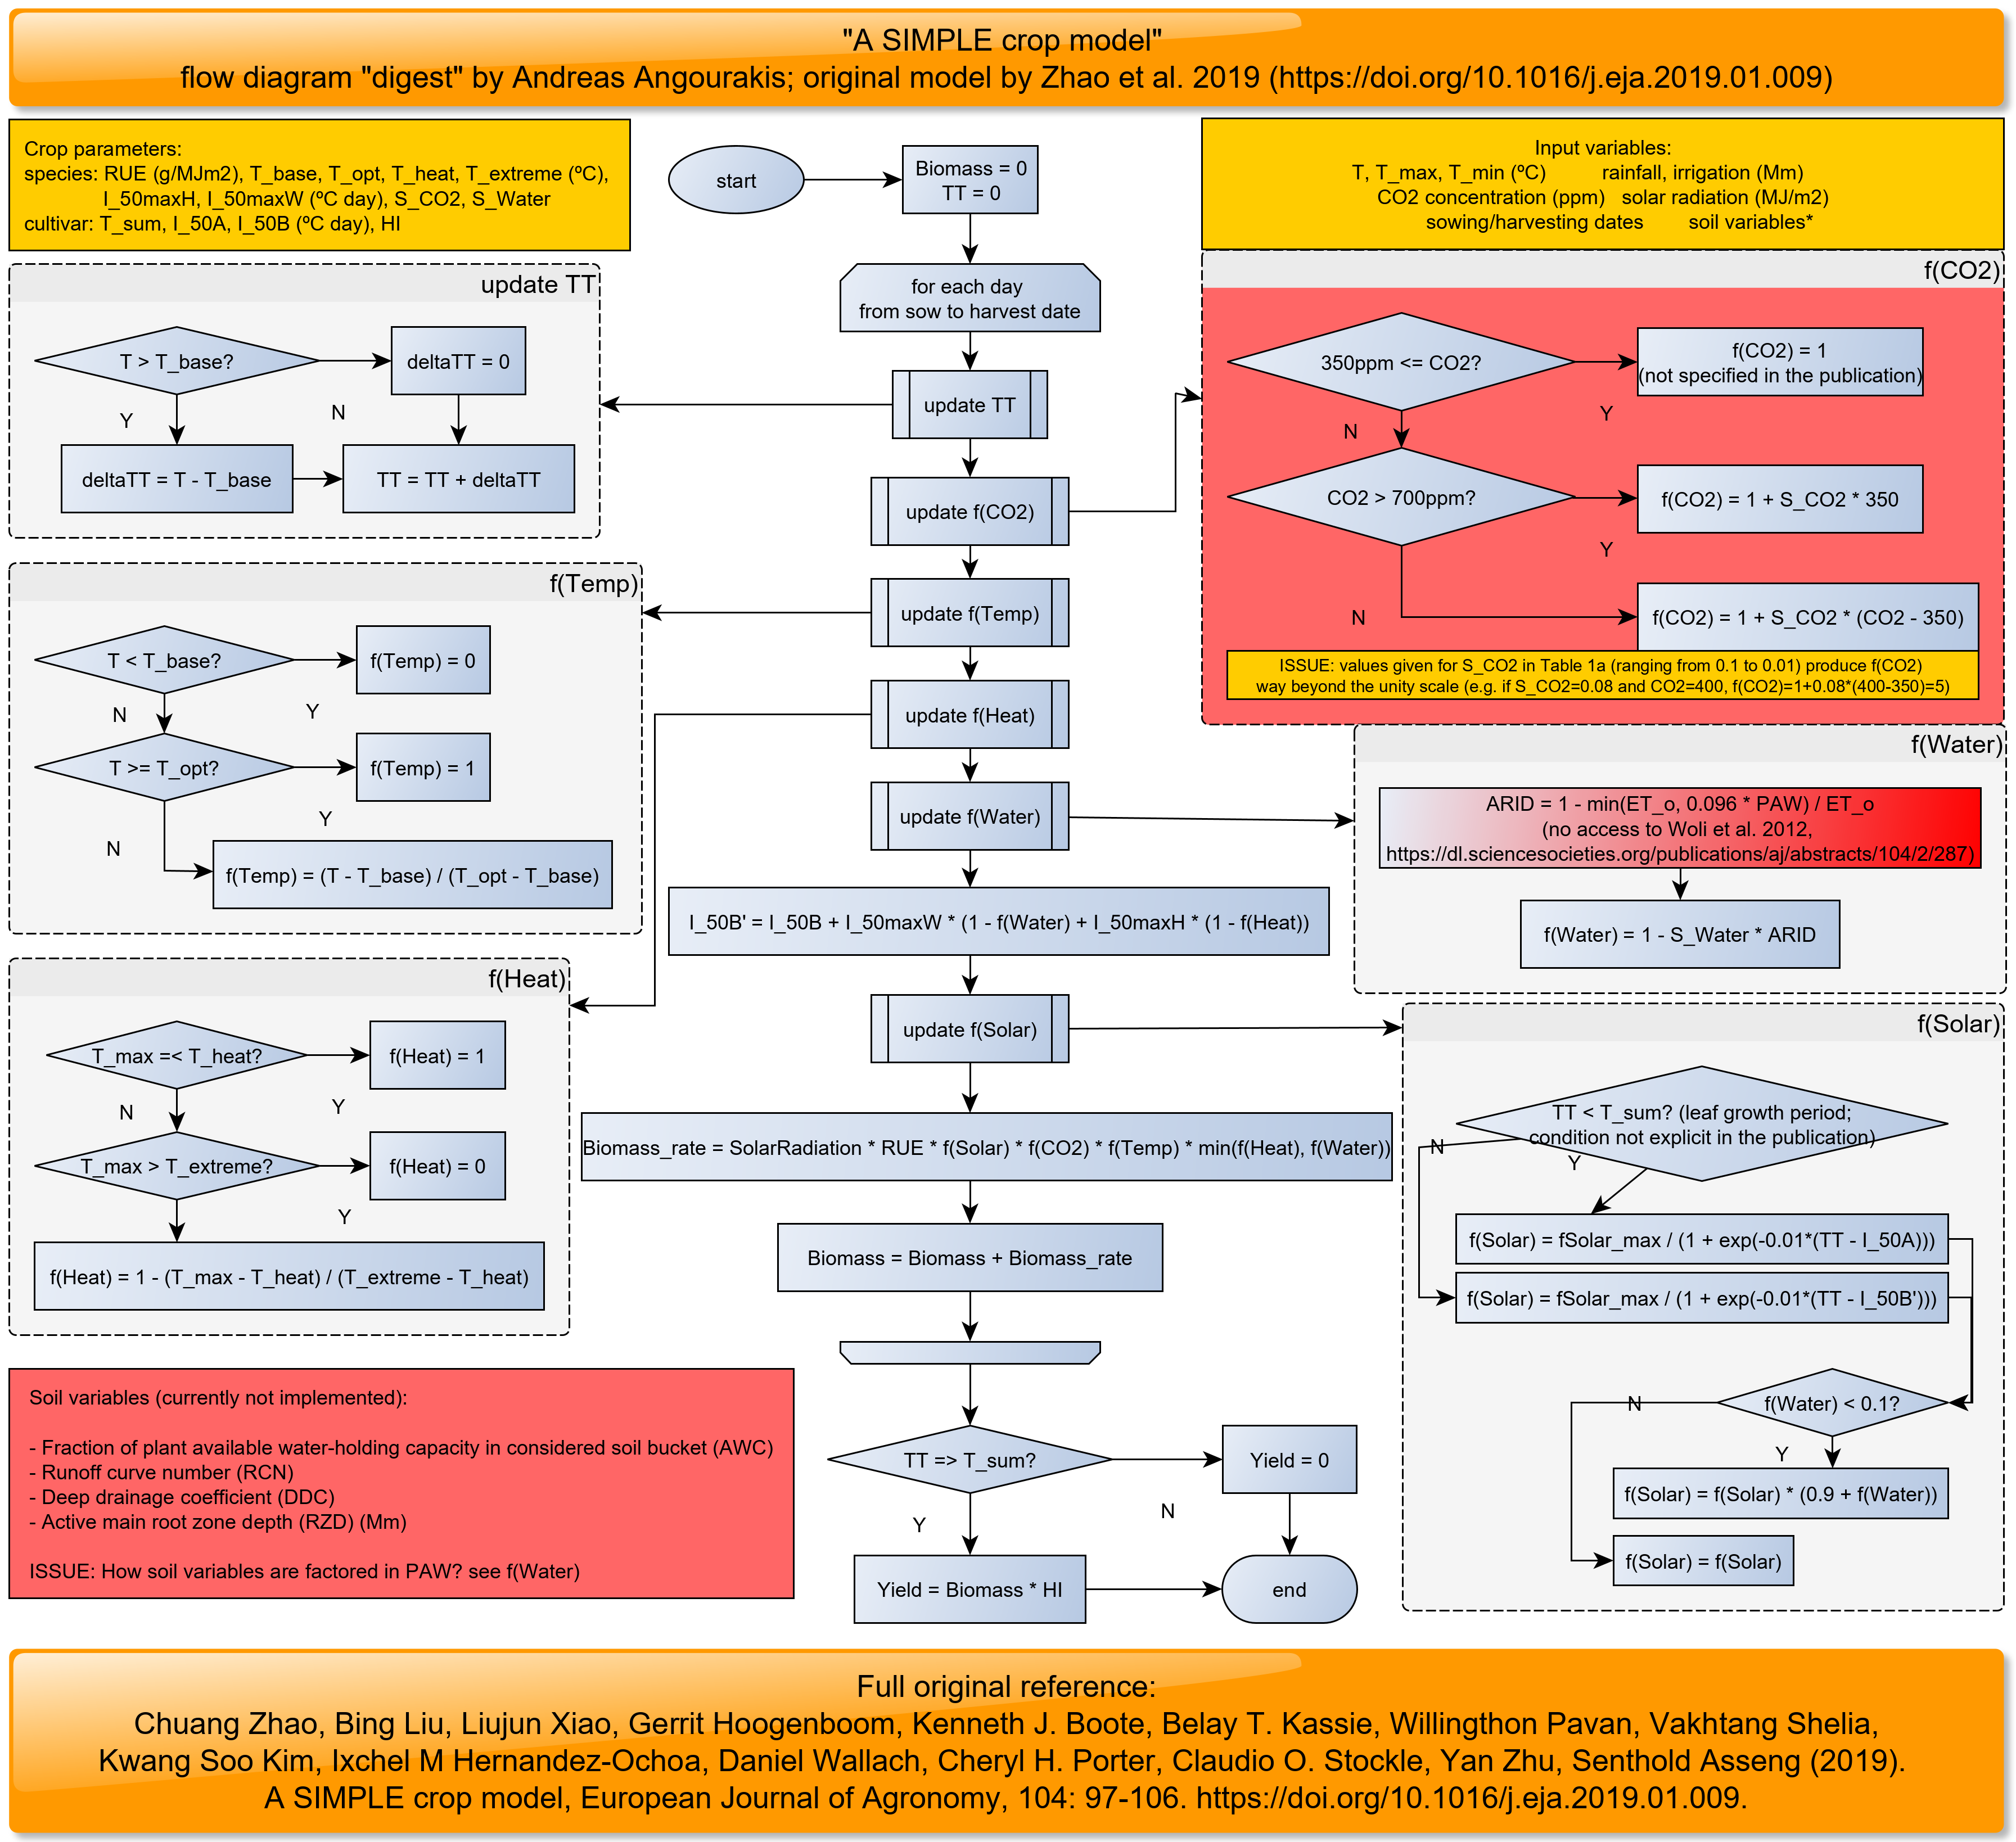 "A SIMPLE crop model"
flow diagram "digest" by Andreas Angourakis; original model by Zhao et al. 2019 (https://doi.org/10.1016/j.eja.2019.01.009)
Crop parameters:
species: RUE (g/MJm2), T_base, T_opt, T_heat, T_extreme (ºC),
I_50maxH, I_50maxW (ºC day), S_CO2, S_Water
cultivar: T_sum, I_50A, I_50B (ºC day), HI
start
Biomass = 0
TT = 0
Input variables:
T, T_max, T_min (ºC) rainfall, irrigation (Mm)
CO2 concentration (ppm) solar radiation (MJ/m2)
sowing/harvesting dates soil variables*
for each day
from sow to harvest date
update TT
update f(CO2)
update f(Temp)
update f(Heat)
update f(Water)
I_50B' = I_50B + I_50maxW * (1 - f(Water) + I_50maxH * (1 - f(Heat))
update f(Solar)
Biomass_rate = SolarRadiation * RUE * f(Solar) * f(CO2) * f(Temp) * min(f(Heat), f(Water))
Biomass = Biomass + Biomass_rate
TT => T_sum?
N
Yield = 0
Y
Yield = Biomass * HI
end
update TT
T > T_base?
deltaTT = 0
Y
N
deltaTT = T - T_base
TT = TT + deltaTT
f(Temp)
T < T_base?
f(Temp) = 0
N
Y
T >= T_opt?
f(Temp) = 1
Y
N
f(Temp) = (T - T_base) / (T_opt - T_base)
f(Heat)
T_max =< T_heat?
f(Heat) = 1
N
Y
T_max > T_extreme?
f(Heat) = 0
Y
f(Heat) = 1 - (T_max - T_heat) / (T_extreme - T_heat)
Soil variables (currently not implemented):
- Fraction of plant available water-holding capacity in considered soil bucket (AWC)
- Runoff curve number (RCN)
- Deep drainage coefficient (DDC)
- Active main root zone depth (RZD) (Mm)
ISSUE: How soil variables are factored in PAW? see f(Water)
f(CO2)
350ppm <= CO2?
f(CO2) = 1
(not specified in the publication)
Y
N
CO2 > 700ppm?
f(CO2) = 1 + S_CO2 * 350
Y
N
f(CO2) = 1 + S_CO2 * (CO2 - 350)
ISSUE: values given for S_CO2 in Table 1a (ranging from 0.1 to 0.01) produce f(CO2)
way beyond the unity scale (e.g. if S_CO2=0.08 and CO2=400, f(CO2)=1+0.08*(400-350)=5)
f(Water)
ARID = 1 - min(ET_o, 0.096 * PAW) / ET_o
(no access to Woli et al. 2012,
https://dl.sciencesocieties.org/publications/aj/abstracts/104/2/287)
f(Water) = 1 - S_Water * ARID
f(Solar)
TT < T_sum? (leaf growth period;
condition not explicit in the publication)
N
Y
f(Solar) = fSolar_max / (1 + exp(-0.01*(TT - I_50A)))
f(Solar) = fSolar_max / (1 + exp(-0.01*(TT - I_50B')))
f(Water) < 0.1?
N
Y
f(Solar) = f(Solar) * (0.9 + f(Water))
f(Solar) = f(Solar)
Full original reference:
Chuang Zhao, Bing Liu, Liujun Xiao, Gerrit Hoogenboom, Kenneth J. Boote, Belay T. Kassie, Willingthon Pavan, Vakhtang Shelia,
Kwang Soo Kim, Ixchel M Hernandez-Ochoa, Daniel Wallach, Cheryl H. Porter, Claudio O. Stockle, Yan Zhu, Senthold Asseng (2019).
A SIMPLE crop model, European Journal of Agronomy, 104: 97-106. https://doi.org/10.1016/j.eja.2019.01.009.